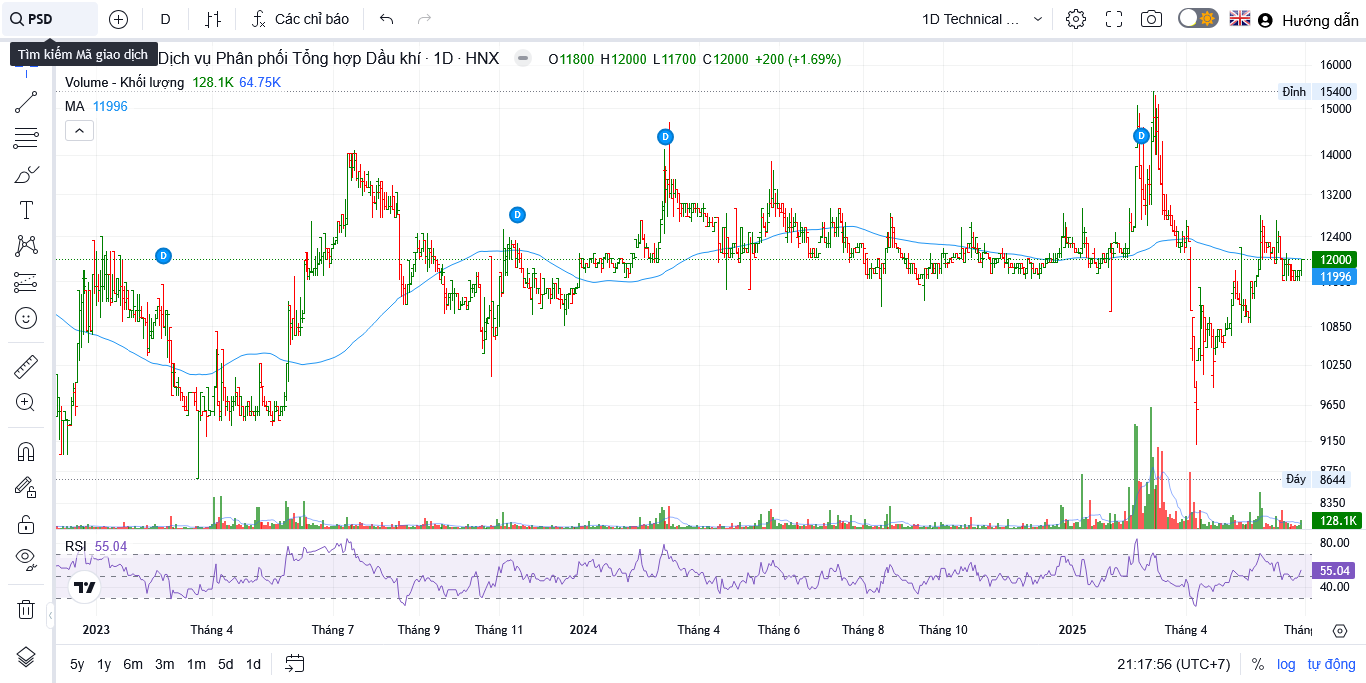 PSD D Các chỉ báo 1D Technical ... Hướng dẫn
Tìm kiếm Mã giao dịch Dịch vụ Phân phối Tổng hợp Dầu khí · 1D · HNX O11800 H12000 L11700 C12000 +200 (+1.69%)
Volume - Khối lượng 128.1K 64.75K
MA 11996
16000
Đỉnh 15400
15000
14000
13200
12400
12000
11996
10850
10250
9650
9150
8750
Đáy 8644
8350
128.1K
D
D
D
D
RSI 55.04
80.00
55.04
40.00
2023 Tháng 4 Tháng 7 Tháng 9 Tháng 11 2024 Tháng 4 Tháng 6 Tháng 8 Tháng 10 2025 Tháng 4
5y 1y 6m 3m 1m 5d 1d 21:17:56 (UTC+7) % log tự động